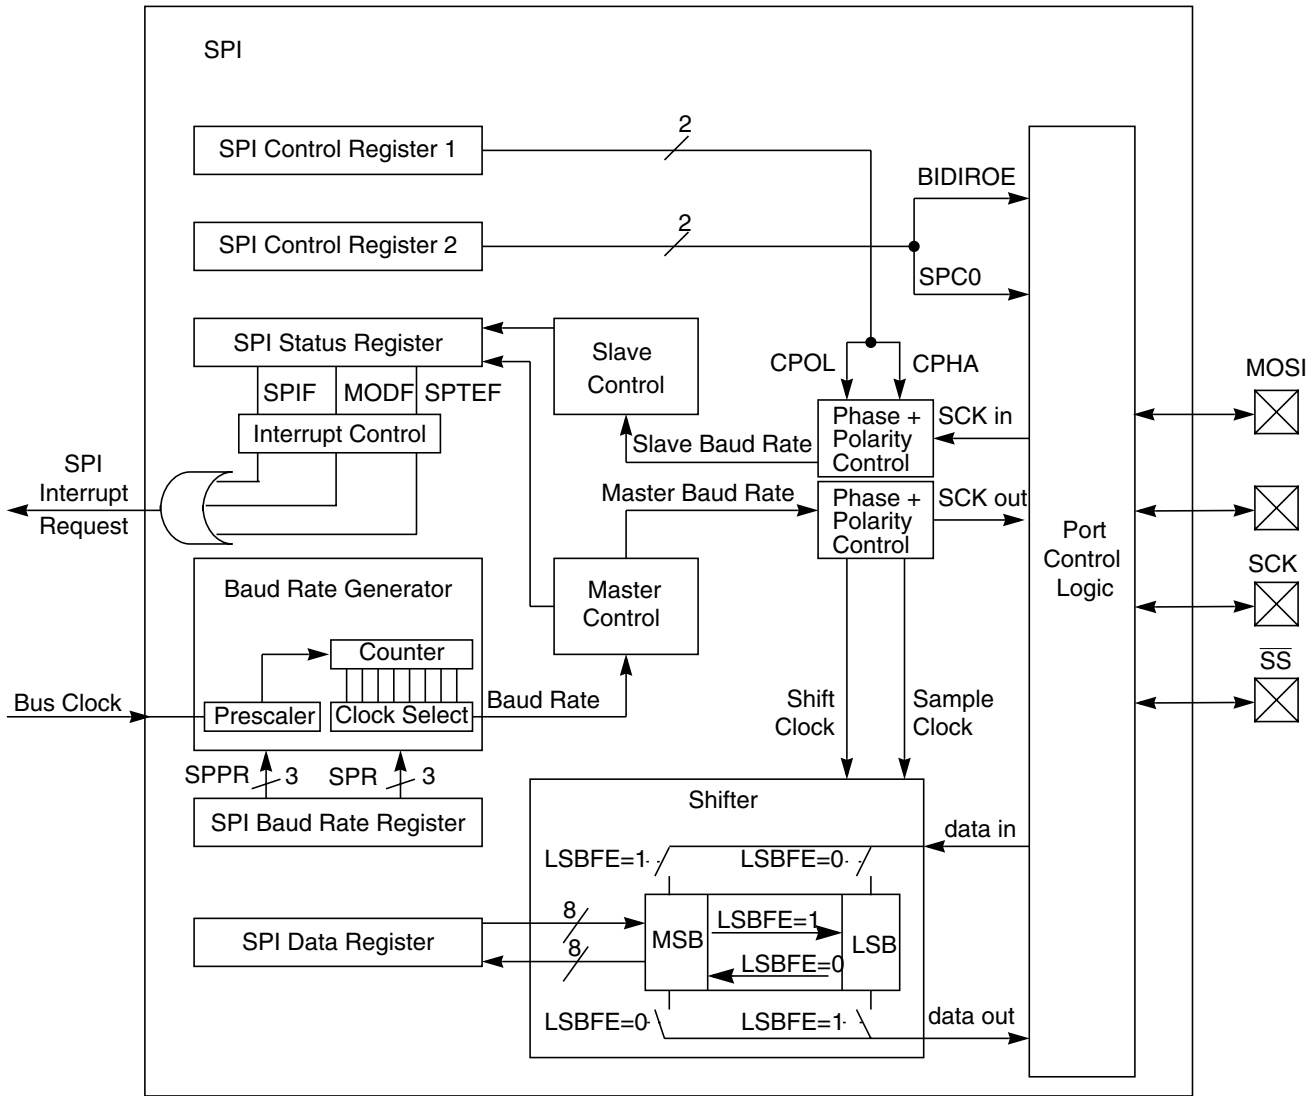 SPI
SPI Control Register 1
2
BIDIROE
SPI Control Register 2
2
SPC0
SPI Status Register
Slave
Control
CPOL
CPHA
MOSI
SPIF
MODF
SPTEF
Phase +
Polarity
Control
SCK in
Interrupt Control
Slave Baud Rate
SPI
Interrupt
Request
Master Baud Rate
Phase +
Polarity
Control
SCK out
Port
Control
Logic
SCK
Baud Rate Generator
Master
Control
Counter
SS
Bus Clock
Prescaler
Clock Select
Baud Rate
Shift
Clock
Sample
Clock
SPPR
3
SPR
3
SPI Baud Rate Register
Shifter
data in
LSBFE=1
LSBFE=0
SPI Data Register
8
8
MSB
LSBFE=1
LSBFE=0
LSB
LSBFE=0
LSBFE=1
data out